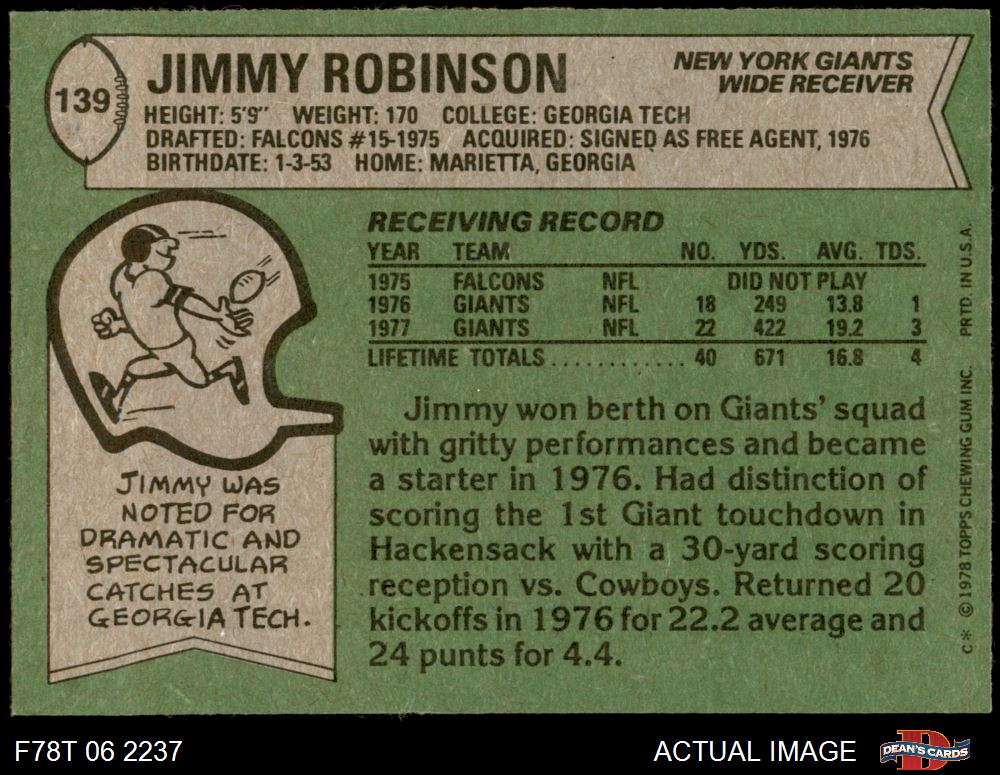 139
JIMMY ROBINSON
NEW YORK GIANTS
WIDE RECEIVER
HEIGHT: 5'9" WEIGHT: 170 COLLEGE: GEORGIA TECH
DRAFTED: FALCONS #15-1975 ACQUIRED: SIGNED AS FREE AGENT, 1976
BIRTHDATE: 1-3-53 HOME: MARIETTA, GEORGIA
RECEIVING RECORD
YEAR TEAM NO. YDS. AVG. TDS.
1975 FALCONS NFL DID NOT PLAY
1976 GIANTS NFL 18 249 13.8 1
1977 GIANTS NFL 22 422 19.2 3
LIFETIME TOTALS............ 40 671 16.8 4
JIMMY WAS
NOTED FOR
DRAMATIC AND
SPECTACULAR
CATCHES AT
GEORGIA TECH.
Jimmy won berth on Giants' squad
with gritty performances and became
a starter in 1976. Had distinction of
scoring the 1st Giant touchdown in
Hackensack with a 30-yard scoring
reception vs. Cowboys. Returned 20
kickoffs in 1976 for 22.2 average and
24 punts for 4.4.
C* © 1978 TOPPS CHEWING GUM INC. PRTD. IN U.S.A.
F78T 06 2237
ACTUAL IMAGE
DEAN'S CARDS